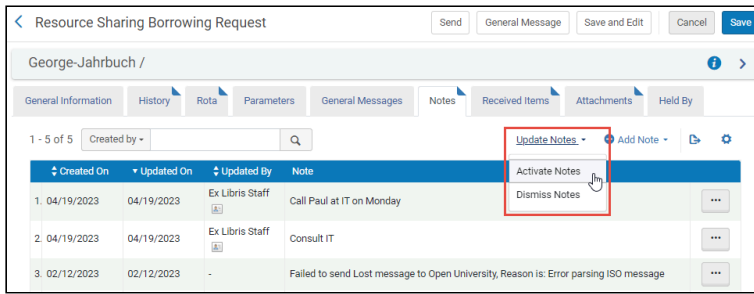 Resource Sharing Borrowing Request
Send General Message Save and Edit Cancel Save
George-Jahrbuch /
General Information History Rota Parameters General Messages Notes Received Items Attachments Held By
1 - 5 of 5 Created by Update Notes Add Note
Created On Updated On Updated By Note
Activate Notes
Dismiss Notes
1. 04/19/2023 04/19/2023 Ex Libris Staff Call Paul at IT on Monday
2. 04/19/2023 04/19/2023 Ex Libris Staff Consult IT
3. 02/12/2023 02/12/2023 - Failed to send Lost message to Open University, Reason is: Error parsing ISO message